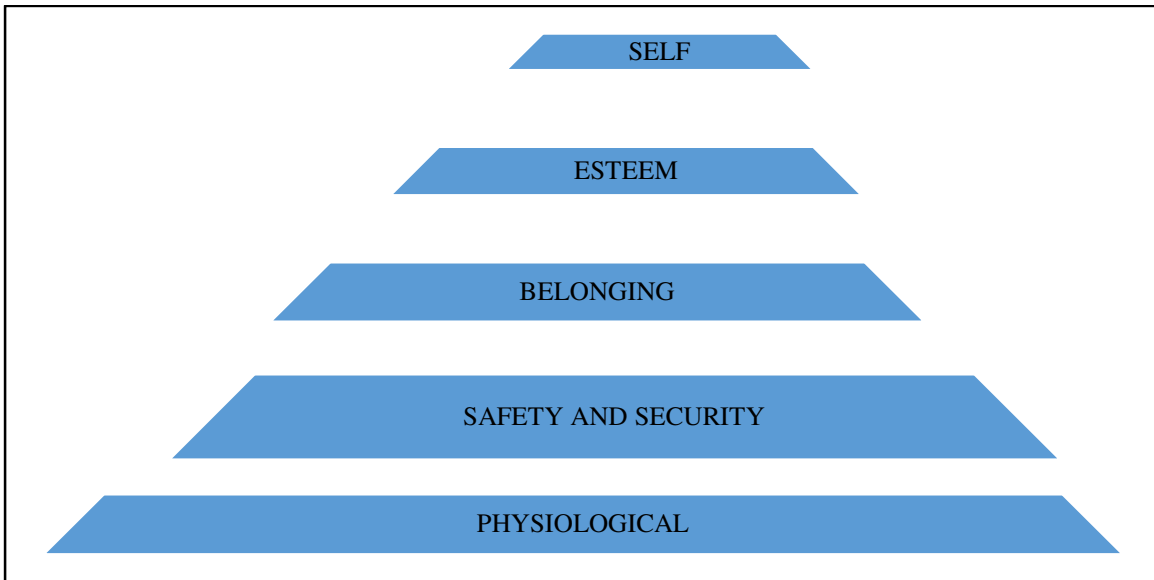 SELF
ESTEEM
BELONGING
SAFETY AND SECURITY
PHYSIOLOGICAL